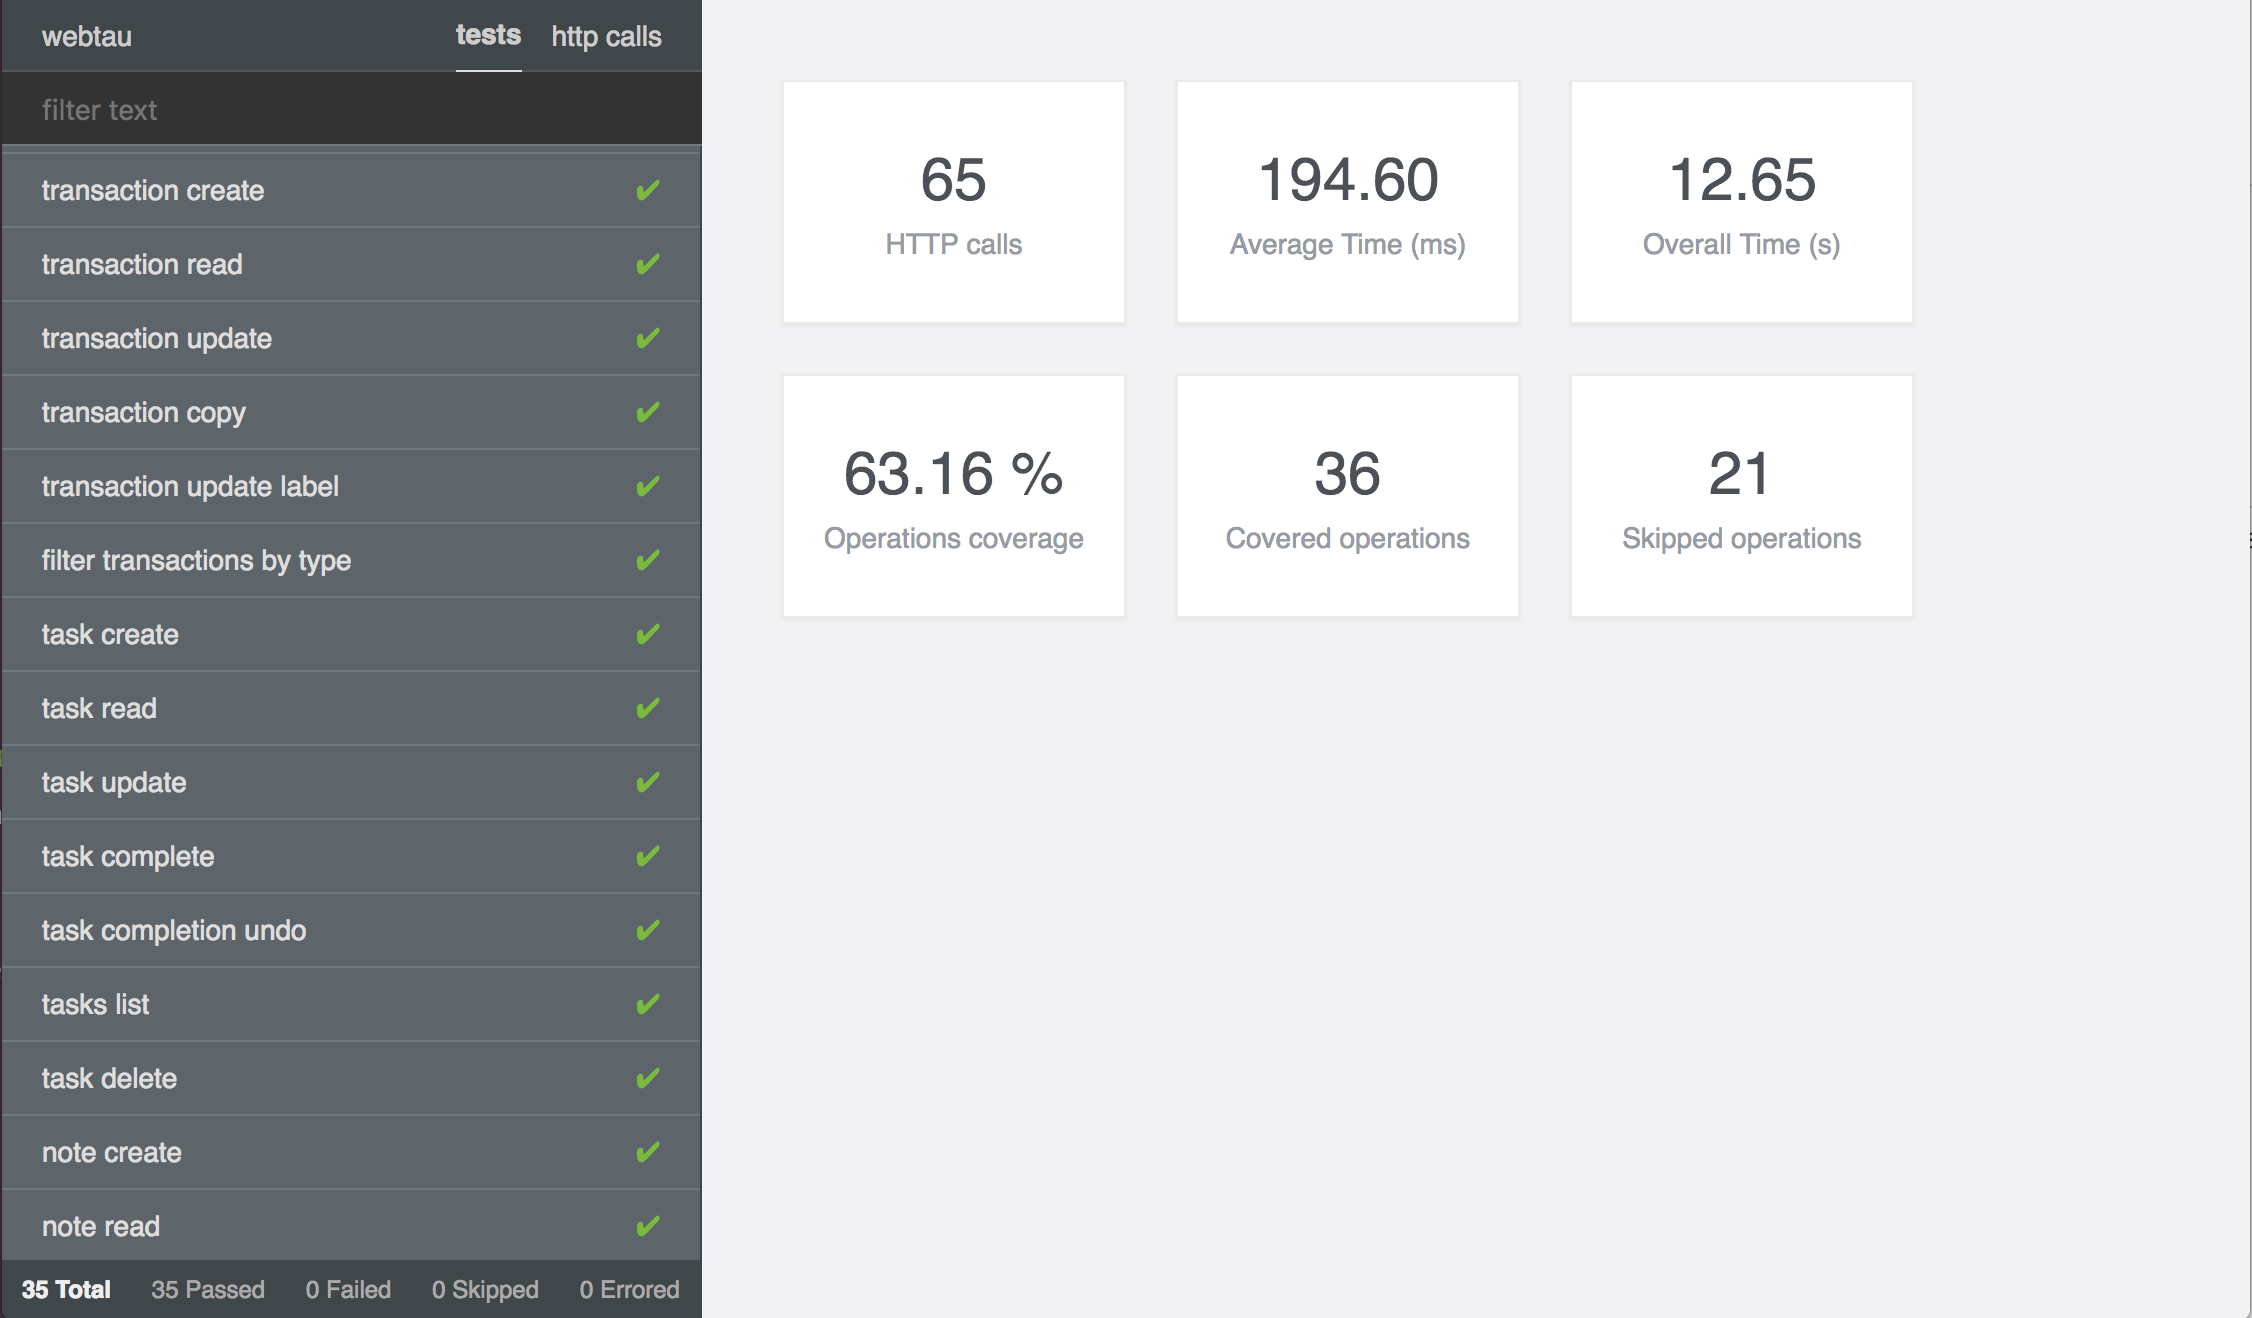 webtau tests http calls
filter text
transaction create ✔
transaction read ✔
transaction update ✔
transaction copy ✔
transaction update label ✔
filter transactions by type ✔
task create ✔
task read ✔
task update ✔
task complete ✔
task completion undo ✔
tasks list ✔
task delete ✔
note create ✔
note read ✔
35 Total 35 Passed 0 Failed 0 Skipped 0 Errored
65
HTTP calls
194.60
Average Time (ms)
12.65
Overall Time (s)
63.16 %
Operations coverage
36
Covered operations
21
Skipped operations